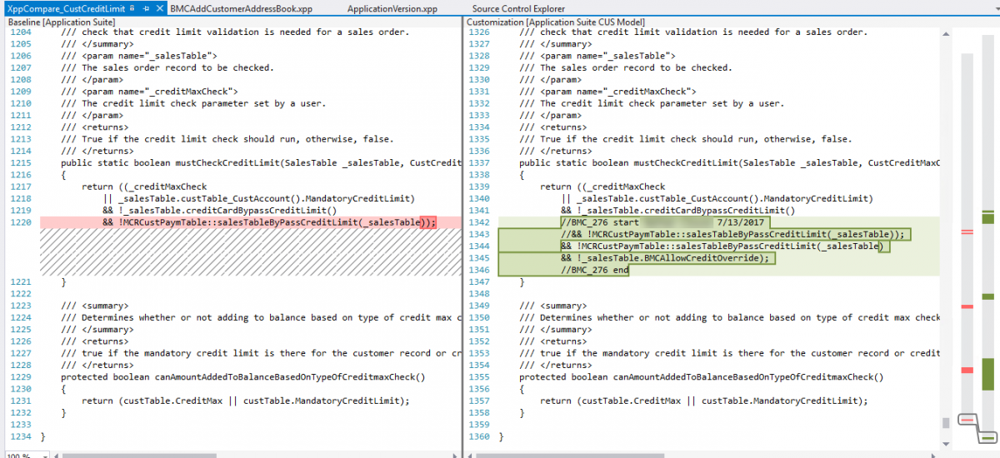 XppCompare_CustCreditLimit BMCAddCustomerAddressBook.xpp ApplicationVersion.xpp Source Control Explorer
Baseline [Application Suite]
1204 /// check that credit limit validation is needed for a sales order.
1205 /// </summary>
1206 /// <param name="_salesTable">
1207 /// The sales order record to be checked.
1208 /// </param>
1209 /// <param name="_creditMaxCheck">
1210 /// The credit limit check parameter set by a user.
1211 /// </param>
1212 /// <returns>
1213 /// True if the credit limit check should run, otherwise, false.
1214 /// </returns>
1215 public static boolean mustCheckCreditLimit(SalesTable _salesTable, CustCredit
1216 {
1217 return ((_creditMaxCheck
1218 || _salesTable.custTable_CustAccount().MandatoryCreditLimit)
1219 && !_salesTable.creditCardBypassCreditLimit()
1220 && !MCRCustPaymTable::salesTableByPassCreditLimit(_salesTable));
1221 }
1222
1223 /// <summary>
1224 /// Determines whether or not adding to balance based on type of credit max c
1225 /// </summary>
1226 /// <returns>
1227 /// true if the mandatory credit limit is there for the customer record or cr
1228 /// </returns>
1229 protected boolean canAmountAddedToBalanceBasedOnTypeOfCreditmaxCheck()
1230 {
1231 return (custTable.CreditMax || custTable.MandatoryCreditLimit);
1232 }
1233
1234 }
100 %
Customization [Application Suite CUS Model]
1326 /// check that credit limit validation is needed for a sales order.
1327 /// </summary>
1328 /// <param name="_salesTable">
1329 /// The sales order record to be checked.
1330 /// </param>
1331 /// <param name="_creditMaxCheck">
1332 /// The credit limit check parameter set by a user.
1333 /// </param>
1334 /// <returns>
1335 /// True if the credit limit check should run, otherwise, false.
1336 /// </returns>
1337 public static boolean mustCheckCreditLimit(SalesTable _salesTable, CustCreditMaxC
1338 {
1339 return ((_creditMaxCheck
1340 || _salesTable.custTable_CustAccount().MandatoryCreditLimit)
1341 && !_salesTable.creditCardBypassCreditLimit()
1342 //BMC_276 start 7/13/2017
1343 //&& !MCRCustPaymTable::salesTableByPassCreditLimit(_salesTable));
1344 && !MCRCustPaymTable::salesTableByPassCreditLimit(_salesTable)
1345 && !_salesTable.BMCAllowCreditOverride);
1346 //BMC_276 end
1347 }
1348
1349 /// <summary>
1350 /// Determines whether or not adding to balance based on type of credit max check
1351 /// </summary>
1352 /// <returns>
1353 /// true if the mandatory credit limit is there for the customer record or credit
1354 /// </returns>
1355 protected boolean canAmountAddedToBalanceBasedOnTypeOfCreditmaxCheck()
1356 {
1357 return (custTable.CreditMax || custTable.MandatoryCreditLimit);
1358 }
1359
1360 }